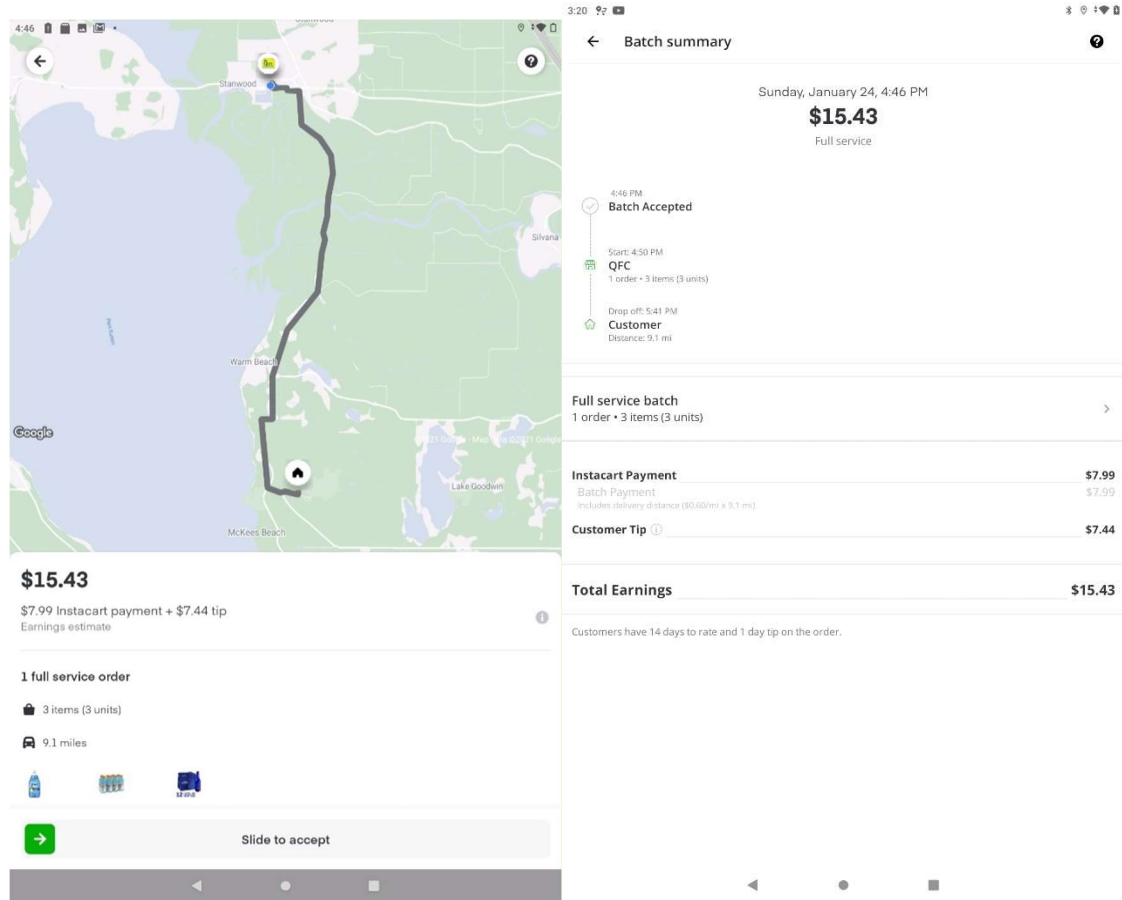 4:46
Stanwood
Stanwood
Silvana
Port Susan
Warm Beach
Google
Lake Goodwin
McKees Beach
$15.43
$7.99 Instacart payment + $7.44 tip
Earnings estimate
1 full service order
3 items (3 units)
9.1 miles
Slide to accept
3:20
Batch summary
Sunday, January 24, 4:46 PM
$15.43
Full service
4:46 PM
Batch Accepted
Start: 4:50 PM
QFC
1 order • 3 items (3 units)
Drop off: 5:41 PM
Customer
Distance: 9.1 mi
Full service batch
1 order • 3 items (3 units)
Instacart Payment $7.99
Batch Payment $7.99
Includes delivery distance ($0.60/mi x 9.1 mi)
Customer Tip $7.44
Total Earnings $15.43
Customers have 14 days to rate and 1 day tip on the order.